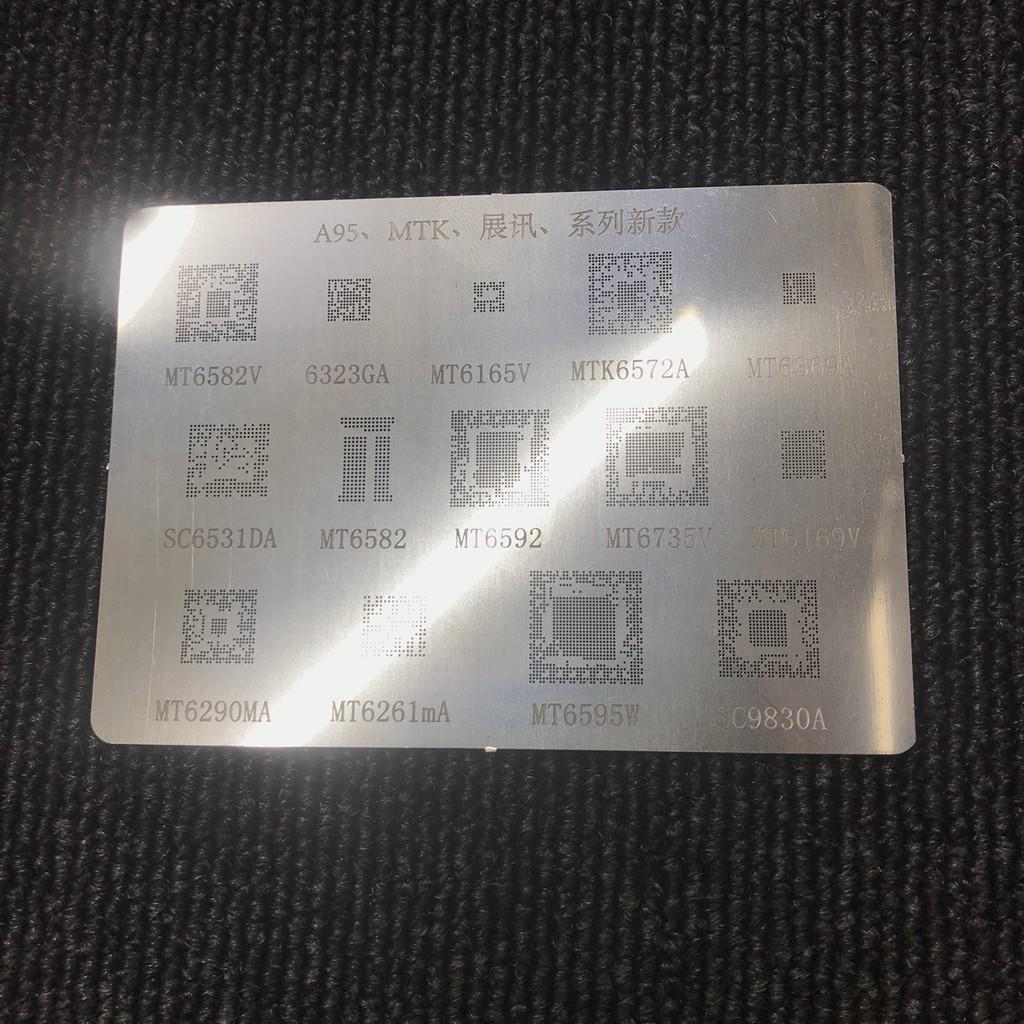 A95、MTK、展讯、系列新款
MT6582V 6323GA MT6165V MTK6572A
SC6531DA MT6582 MT6592 MT6735V MT6169V
MT6290MA MT6261mA MT6595W SC9830A